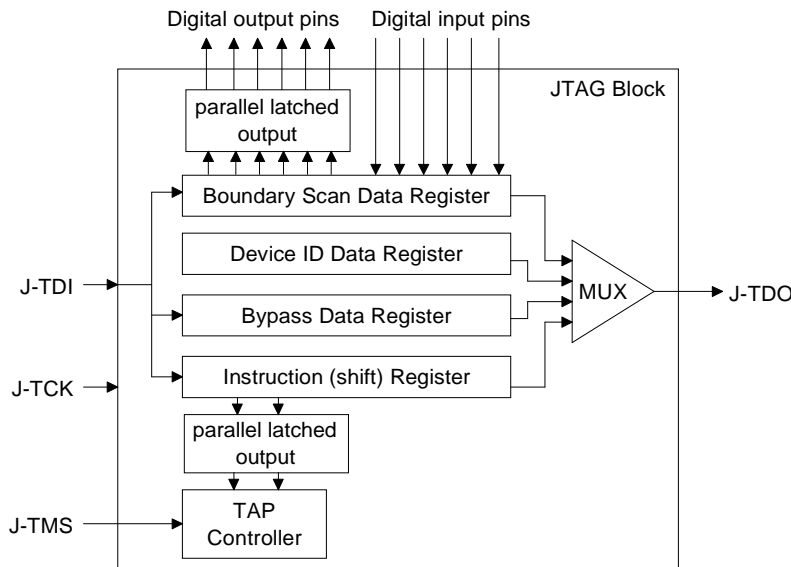 Digital output pins
Digital input pins
JTAG Block
parallel latched
output
Boundary Scan Data Register
Device ID Data Register
J-TDI
MUX
J-TDO
Bypass Data Register
J-TCK
Instruction (shift) Register
parallel latched
output
J-TMS
TAP
Controller